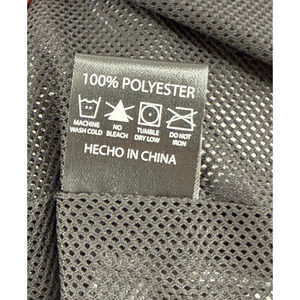 100% POLYESTER
MACHINE WASH COLD
NO BLEACH
TUMBLE DRY LOW
DO NOT IRON
HECHO IN CHINA